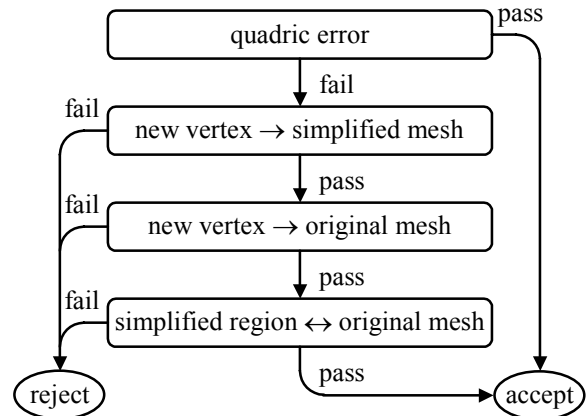 quadric error
pass
fail
fail
new vertex → simplified mesh
pass
fail
new vertex → original mesh
pass
fail
simplified region ↔ original mesh
pass
reject
accept